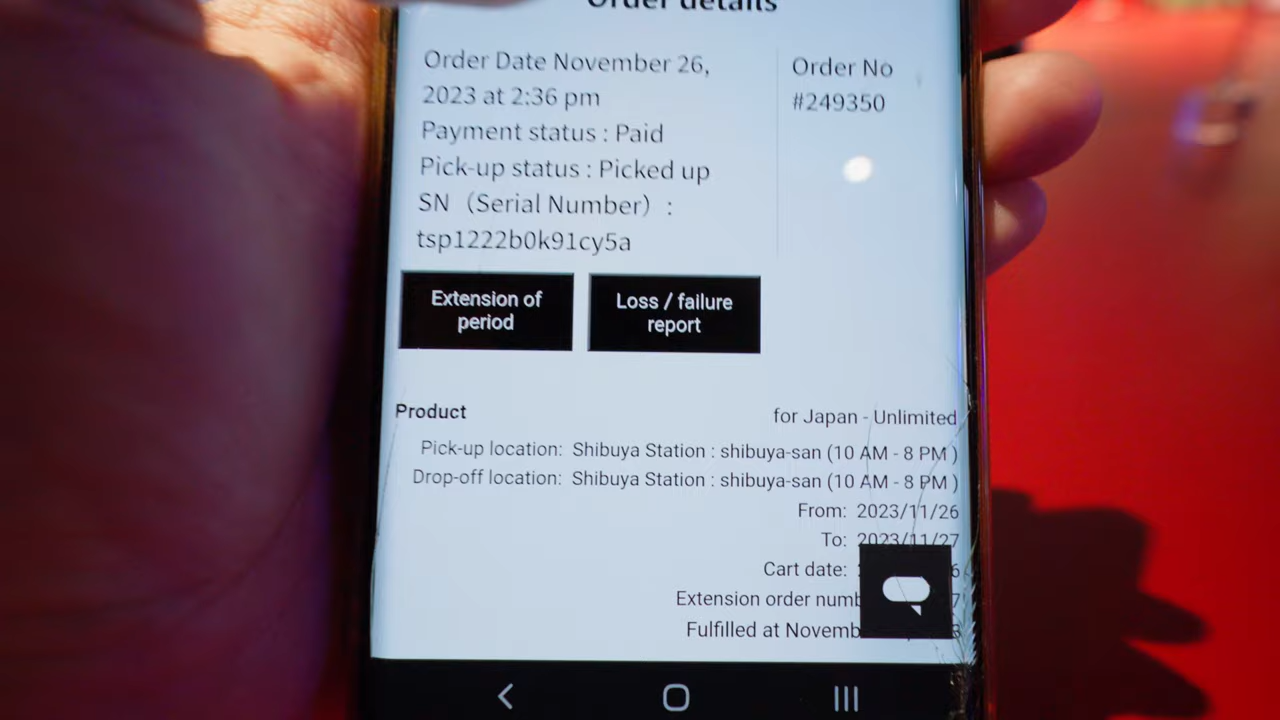 Order details
Order Date November 26,
2023 at 2:36 pm
Payment status : Paid
Pick-up status : Picked up
SN（Serial Number）:
tsp1222b0k91cy5a
Order No
#249350
Extension of
period
Loss / failure
report
Product
for Japan - Unlimited
Pick-up location: Shibuya Station : shibuya-san (10 AM - 8 PM )
Drop-off location: Shibuya Station : shibuya-san (10 AM - 8 PM )
From: 2023/11/26
To: 2023/11/27
Cart date:
Extension order
Fulfilled at